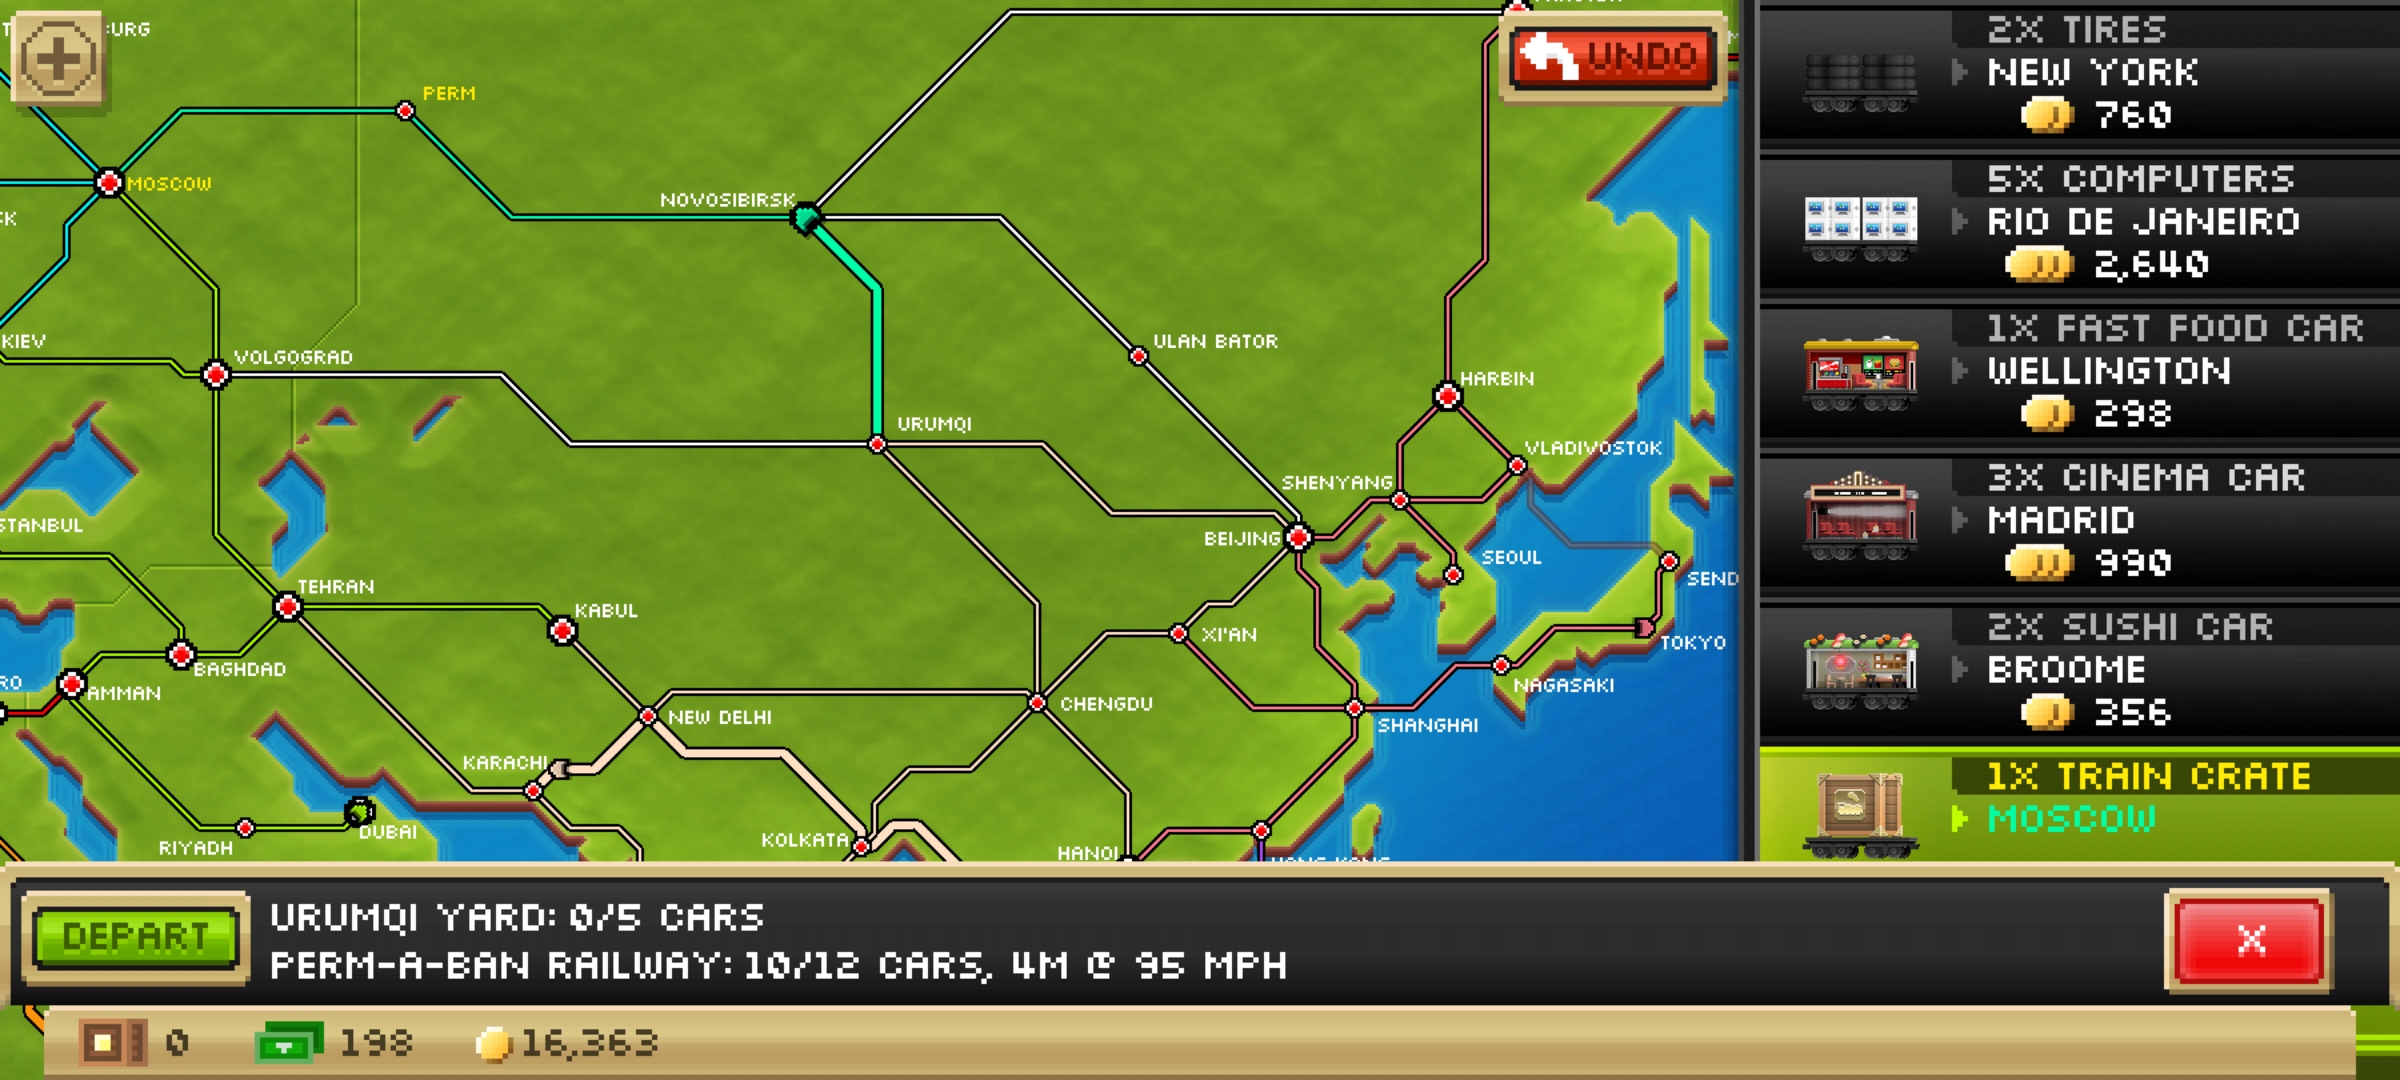 PERM
MOSCOW
NOVOSIBIRSK
KIEV
VOLGOGRAD
ULAN BATOR
URUMQI
HARBIN
VLADIVOSTOK
SHENYANG
BEIJING
SEOUL
SEND
TOKYO
STANBUL
TEHRAN
KABUL
XI'AN
BAGHDAD
AMMAN
NEW DELHI
CHENGDU
NAGASAKI
SHANGHAI
KARACHI
DUBAI
RIYADH
KOLKATA
HANOI
HONG KONG
UNDO
2X TIRES
NEW YORK
760
5X COMPUTERS
RIO DE JANEIRO
2,640
1X FAST FOOD CAR
WELLINGTON
298
3X CINEMA CAR
MADRID
990
2X SUSHI CAR
BROOME
356
1X TRAIN CRATE
MOSCOW
DEPART
URUMQI YARD: 0/5 CARS
PERM-A-BAN RAILWAY: 10/12 CARS, 4M @ 95 MPH
X
0
198
16,363